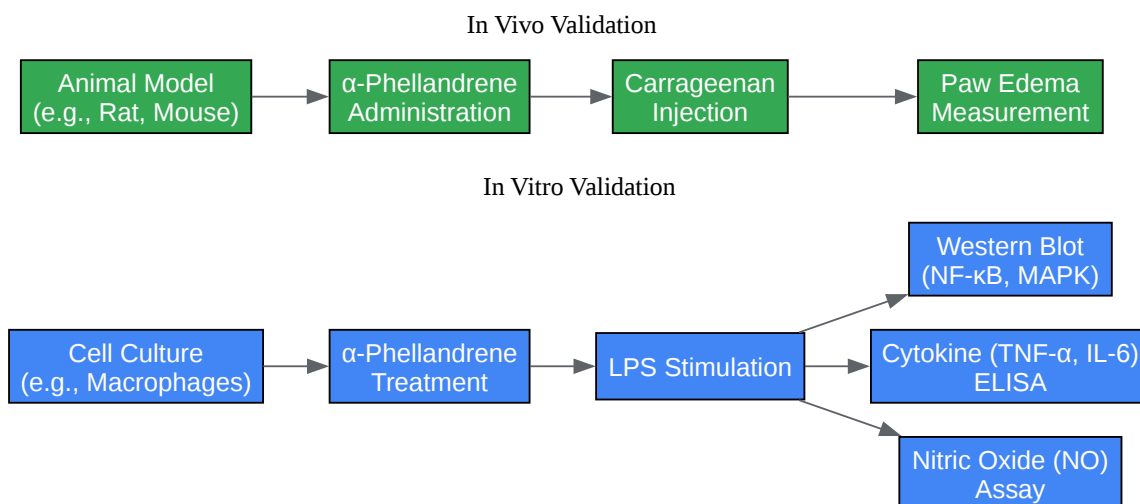 In Vivo Validation
Animal Model
(e.g., Rat, Mouse)
α-Phellandrene
Administration
Carrageenan
Injection
Paw Edema
Measurement
In Vitro Validation
Cell Culture
(e.g., Macrophages)
α-Phellandrene
Treatment
LPS Stimulation
Western Blot
(NF-κB, MAPK)
Cytokine (TNF-α, IL-6)
ELISA
Nitric Oxide (NO)
Assay